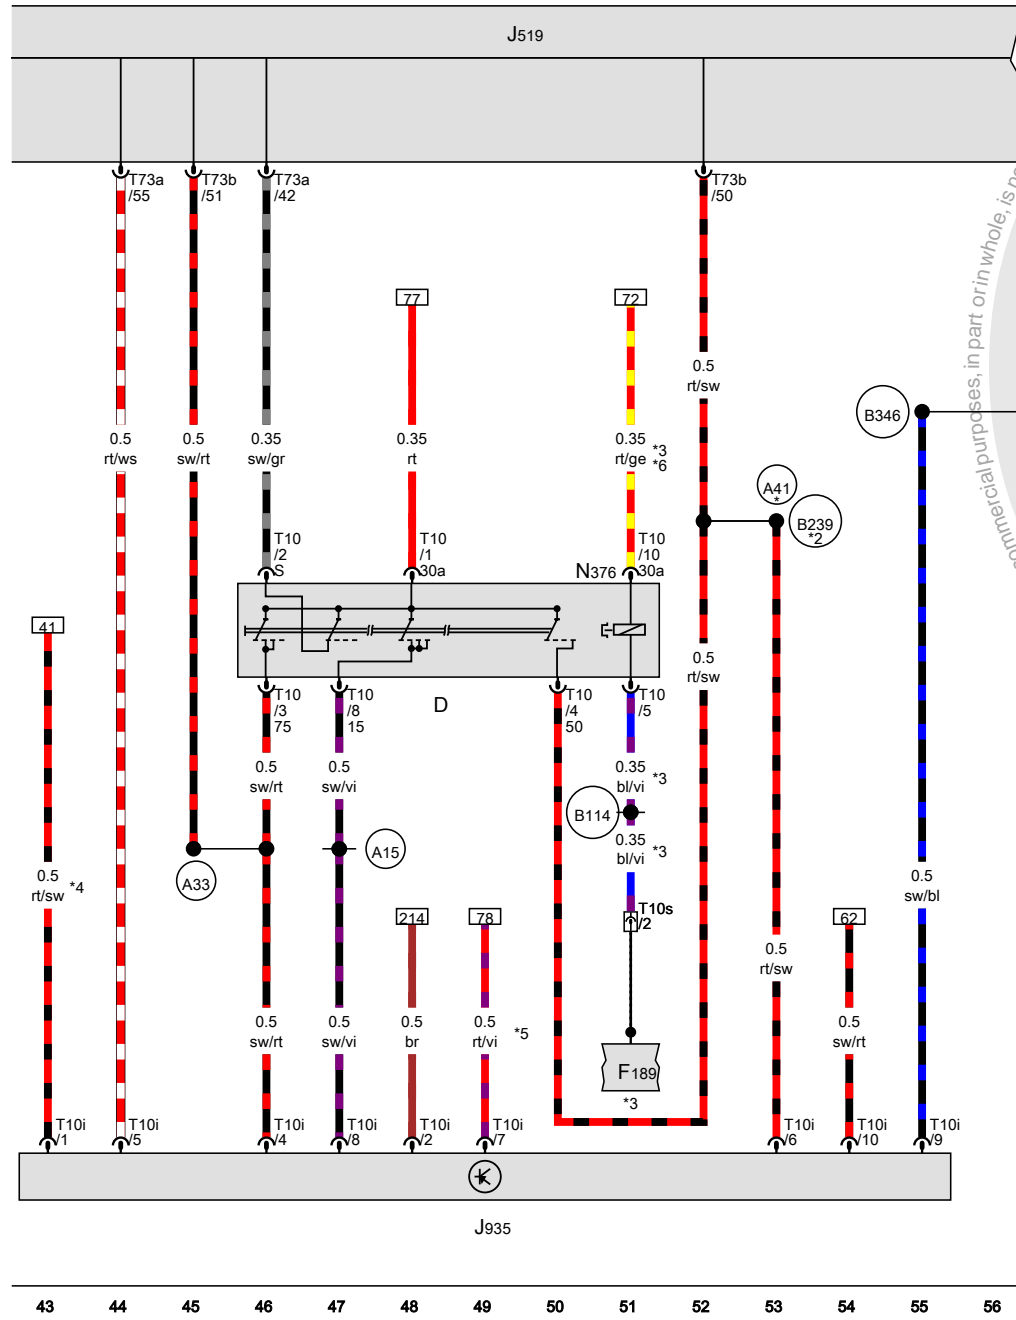 J519
T73a
/55
T73b
/51
T73a
/42
T73b
/50
commercial purposes, in part or in whole, is
77
72
0.5
rt/sw
B346
0.5
rt/ws
0.5
sw/rt
0.35
sw/gr
0.35
rt
0.35
rt/ge
*3
*6
A41
*
B239
*2
T10
/2
S
T10
/1
30a
T10
/10
30a
N376
41
0.5
rt/sw
T10
/3
75
T10
/8
15
D
T10
/4
50
T10
/5
0.5
sw/rt
0.5
sw/vi
0.35
bl/vi
*3
B114
A33
A15
0.35
bl/vi
*3
0.5
rt/sw
*4
0.5
sw/bl
214
78
T10s
/2
62
0.5
rt/sw
0.5
sw/rt
0.5
sw/vi
0.5
br
0.5
rt/vi
*5
0.5
sw/rt
F189
*3
T10i
/1
T10i
/5
T10i
/4
T10i
/8
T10i
/2
T10i
/7
T10i
/6
T10i
/10
T10i
/9
J935
43 44 45 46 47 48 49 50 51 52 53 54 55 56